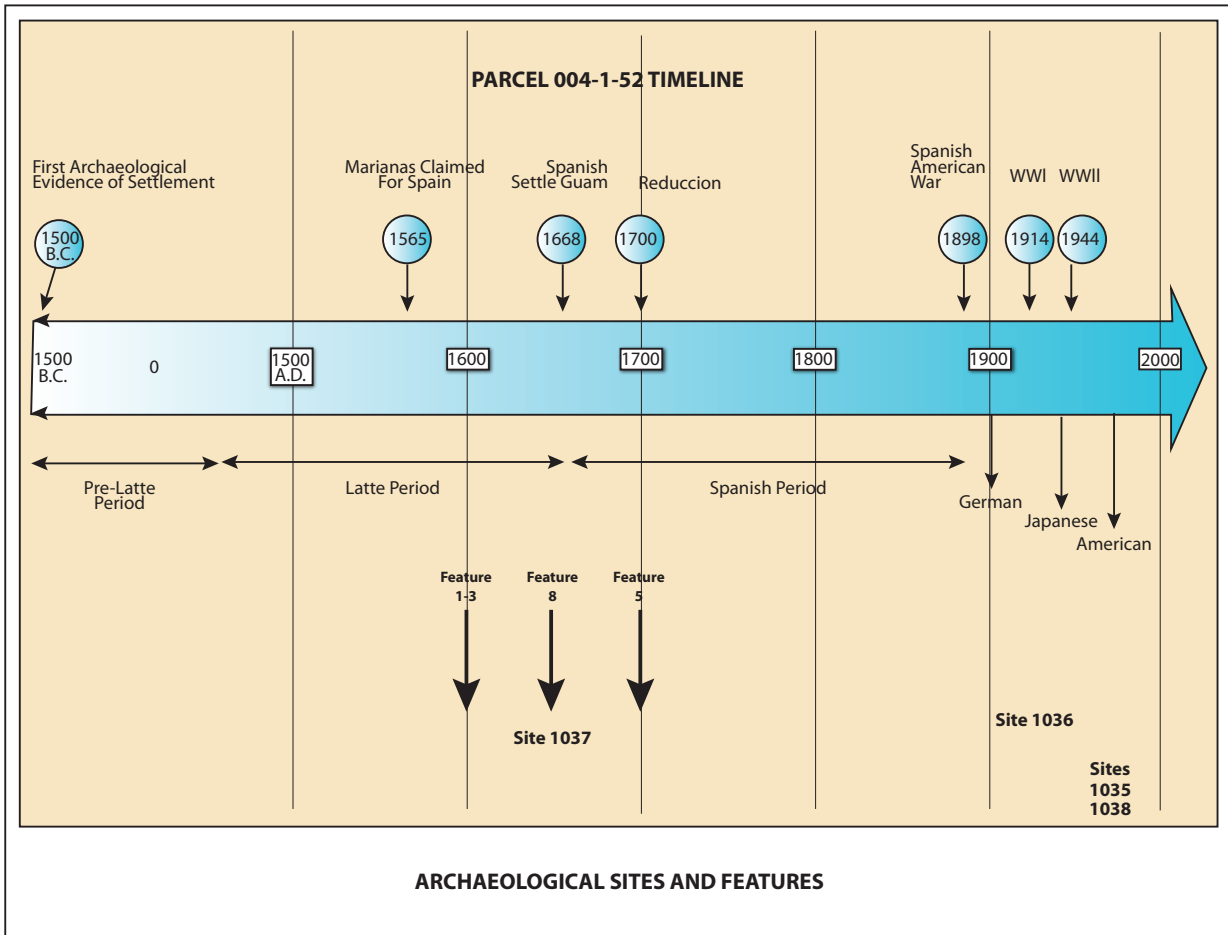 PARCEL 004-1-52 TIMELINE
First Archaeological
Evidence of Settlement
Marianas Claimed
For Spain
Spanish
Settle Guam
Reduccion
Spanish
American
War
WWI
WWII
1500
B.C.
1565
1668
1700
1898
1914
1944
1500
B.C.
0
1500
A.D.
1600
1700
1800
1900
2000
Pre-Latte
Period
Latte Period
Spanish Period
German
Japanese
American
Feature
1-3
Feature
8
Feature
5
Site 1037
Site 1036
Sites
1035
1038
ARCHAEOLOGICAL SITES AND FEATURES